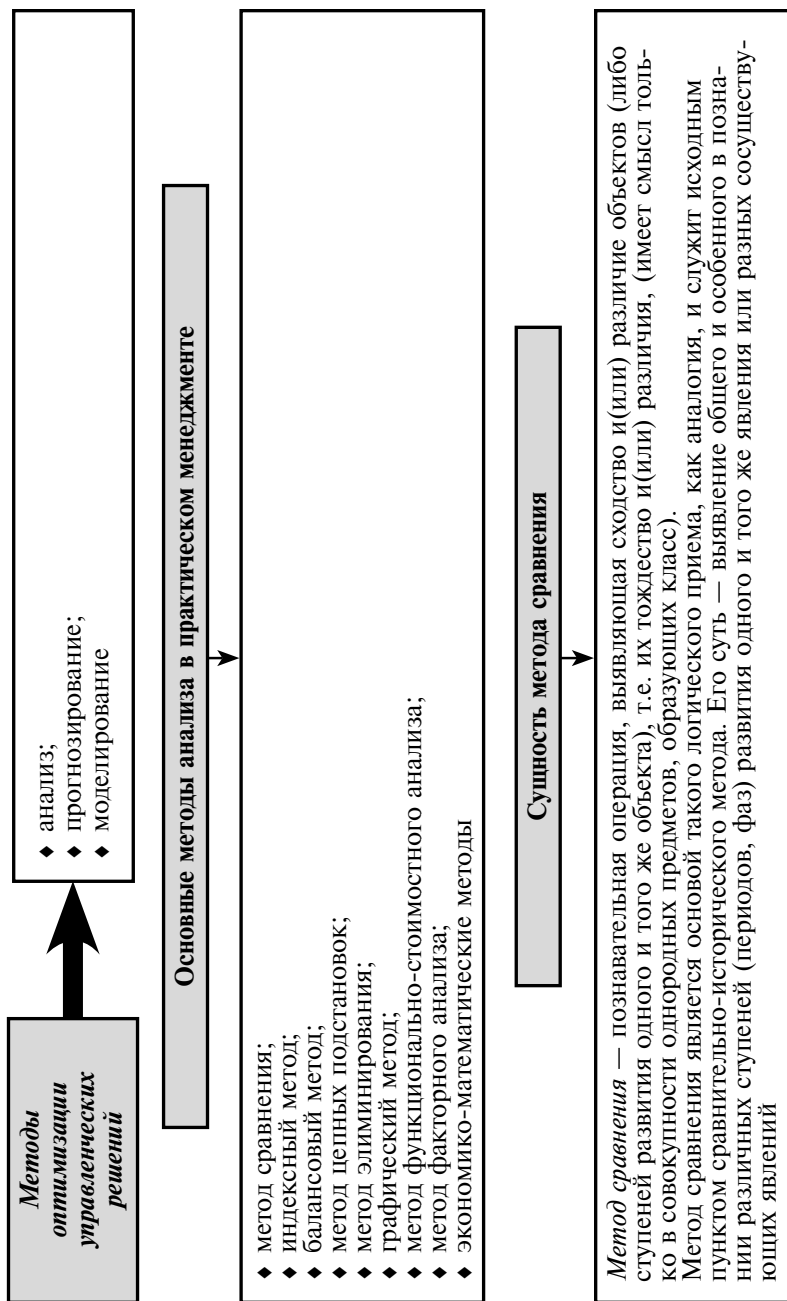 Методы
оптимизации
управленческих
решений
♦ анализ;
♦ прогнозирование;
♦ моделирование
Основные методы анализа в практическом менеджменте
♦ метод сравнения;
♦ индексный метод;
♦ балансовый метод;
♦ метод цепных подстановок;
♦ метод элиминирования;
♦ графический метод;
♦ метод функционально-стоимостного анализа;
♦ метод факторного анализа;
♦ экономико-математические методы
Сущность метода сравнения
Метод сравнения — познавательная операция, выявляющая сходство и(или) различие объектов (либо
ступеней развития одного и того же объекта), т.е. их тождество и(или) различия, (имеет смысл толь-
ко в совокупности однородных предметов, образующих класс).
Метод сравнения является основой такого логического приема, как аналогия, и служит исходным
пунктом сравнительно-исторического метода. Его суть — выявление общего и особенного в позна-
нии различных ступеней (периодов, фаз) развития одного и того же явления или разных сосуществу-
ющих явлений